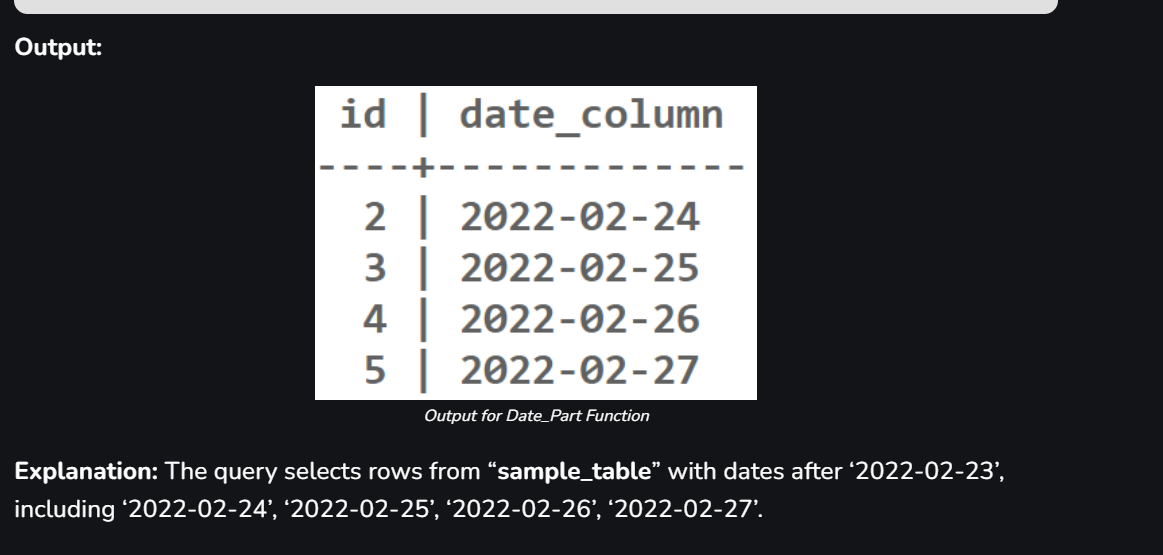 Output:
id | date_column
----+-------------
2 | 2022-02-24
3 | 2022-02-25
4 | 2022-02-26
5 | 2022-02-27
Output for Date_Part Function
Explanation: The query selects rows from “sample_table” with dates after ‘2022-02-23’,
including ‘2022-02-24’, ‘2022-02-25’, ‘2022-02-26’, ‘2022-02-27’.